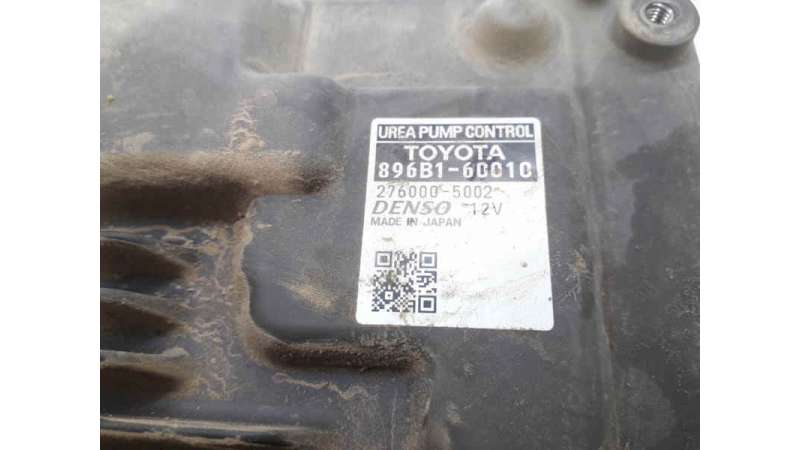 UREA PUMP CONTROL
TOYOTA
896B1-60010
276000-5002
DENSO 12V
MADE IN JAPAN